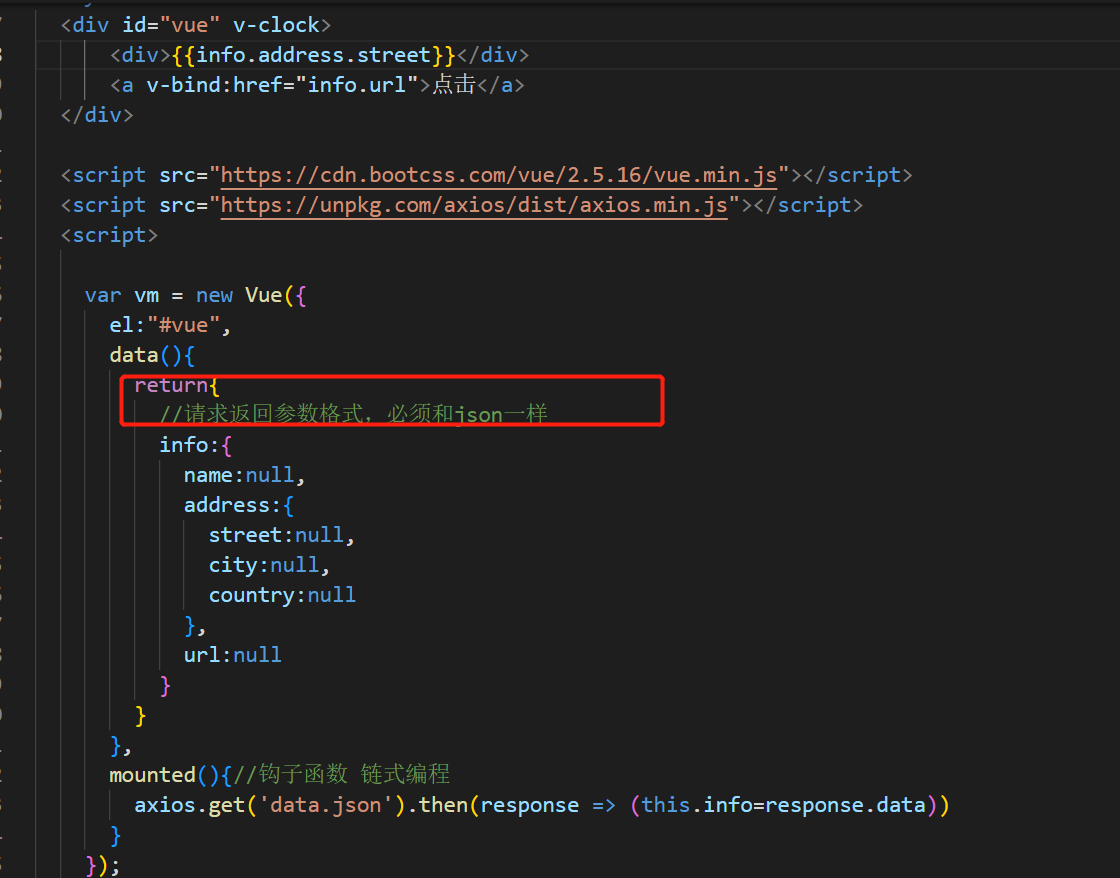 <div id="vue" v-clock>
<div>{{info.address.street}}</div>
<a v-bind:href="info.url">点击</a>
</div>
<script src="https://cdn.bootcss.com/vue/2.5.16/vue.min.js"></script>
<script src="https://unpkg.com/axios/dist/axios.min.js"></script>
<script>
var vm = new Vue({
el:"#vue",
data(){
return{
//请求返回参数格式，必须和json一样
info:{
name:null,
address:{
street:null,
city:null,
country:null
},
url:null
}
}
},
mounted(){//钩子函数 链式编程
axios.get('data.json').then(response => (this.info=response.data))
}
});